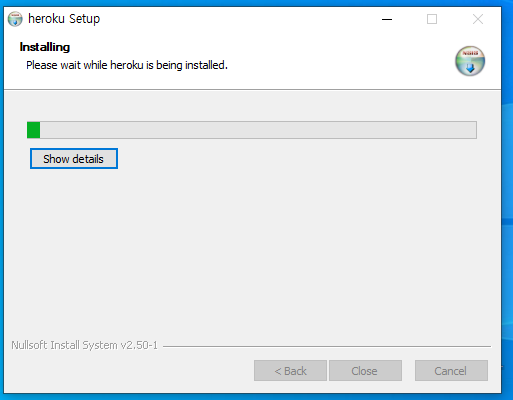 heroku Setup
Installing
Please wait while heroku is being installed.
Show details
Nullsoft Install System v2.50-1
< Back
Close
Cancel